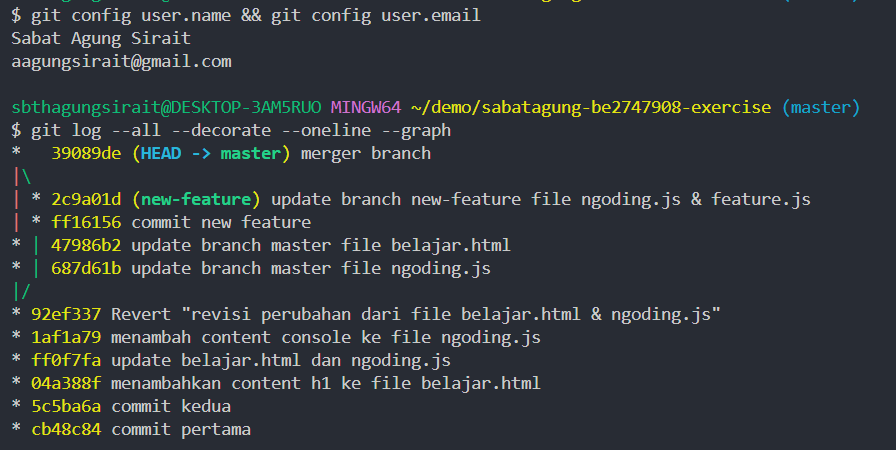 $ git config user.name && git config user.email
Sabat Agung Sirait
aagungsirait@gmail.com
sbthagungsirait@DESKTOP-3AM5RUO MINGW64 ~/demo/sabatagung-be2747908-exercise (master)
$ git log --all --decorate --oneline --graph
*   39089de (HEAD -> master) merger branch
|\
| * 2c9a01d (new-feature) update branch new-feature file ngoding.js & feature.js
| * ff16156 commit new feature
* | 47986b2 update branch master file belajar.html
* | 687d61b update branch master file ngoding.js
|/
* 92ef337 Revert "revisi perubahan dari file belajar.html & ngoding.js"
* 1af1a79 menambah content console ke file ngoding.js
* ff0f7fa update belajar.html dan ngoding.js
* 04a388f menambahkan content h1 ke file belajar.html
* 5c5ba6a commit kedua
* cb48c84 commit pertama